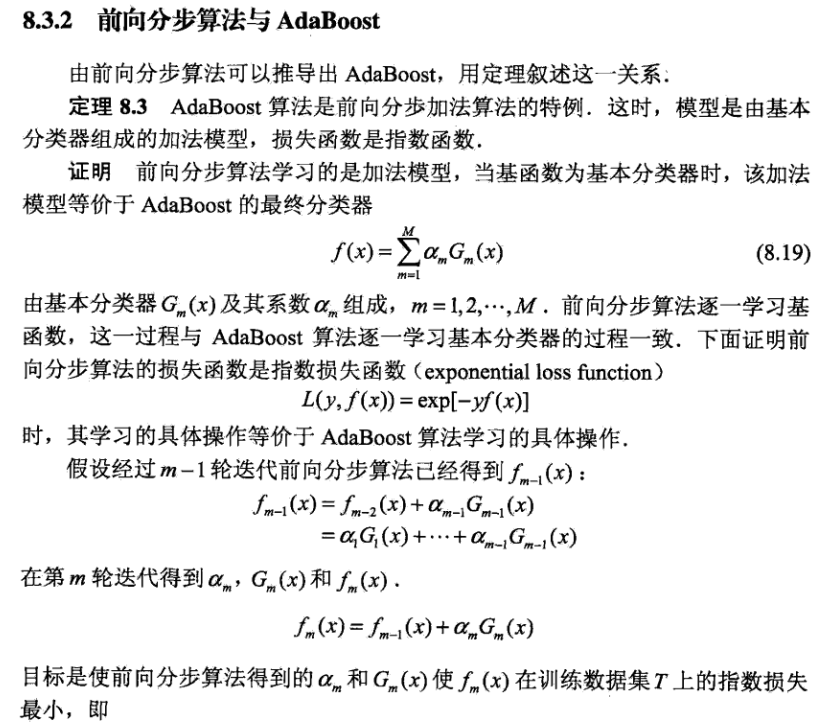 8.3.2 前向分步算法与 AdaBoost
由前向分步算法可以推导出 AdaBoost，用定理叙述这一关系．
定理 8.3 AdaBoost 算法是前向分步加法算法的特例．这时，模型是由基本
分类器组成的加法模型，损失函数是指数函数．
证明 前向分步算法学习的是加法模型，当基函数为基本分类器时，该加法
模型等价于 AdaBoost 的最终分类器
f(x)=∑_{m=1}^{M} α_m G_m(x) (8.19)
由基本分类器 G_m(x) 及其系数 α_m 组成，m=1,2,⋯,M．前向分步算法逐一学习基
函数，这一过程与 AdaBoost 算法逐一学习基本分类器的过程一致．下面证明前
向分步算法的损失函数是指数损失函数（exponential loss function）
L(y,f(x))=exp[-yf(x)]
时，其学习的具体操作等价于 AdaBoost 算法学习的具体操作．
假设经过 m-1 轮迭代前向分步算法已经得到 f_{m-1}(x)：
f_{m-1}(x)=f_{m-2}(x)+α_{m-1}G_{m-1}(x)
=α_1G_1(x)+⋯+α_{m-1}G_{m-1}(x)
在第 m 轮迭代得到 α_m，G_m(x) 和 f_m(x)．
f_m(x)=f_{m-1}(x)+α_mG_m(x)
目标是使前向分步算法得到的 α_m 和 G_m(x) 使 f_m(x) 在训练数据集 T 上的指数损失
最小，即